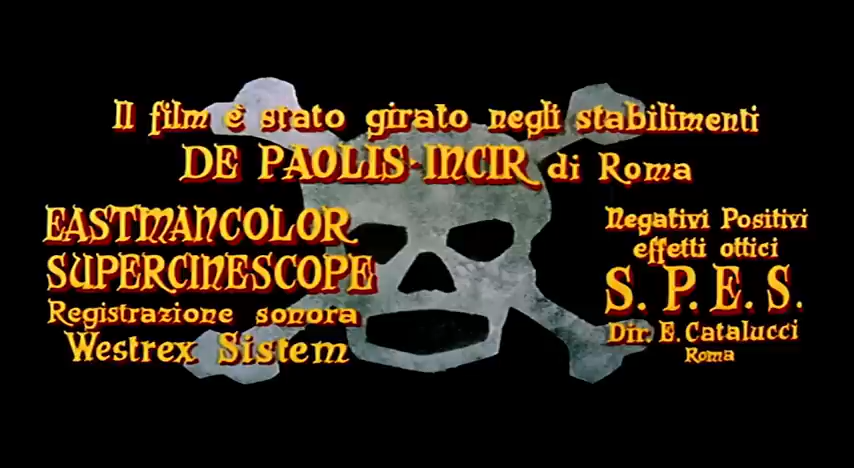 Il film è stato girato negli stabilimenti
DE PAOLIS-INCIR di Roma
EASTMANCOLOR
SUPERCINESCOPE
Registrazione sonora
Westrex Sistem
Negativi Positivi
effetti ottici
S. P. E. S.
Dir. E. Catalucci
Roma